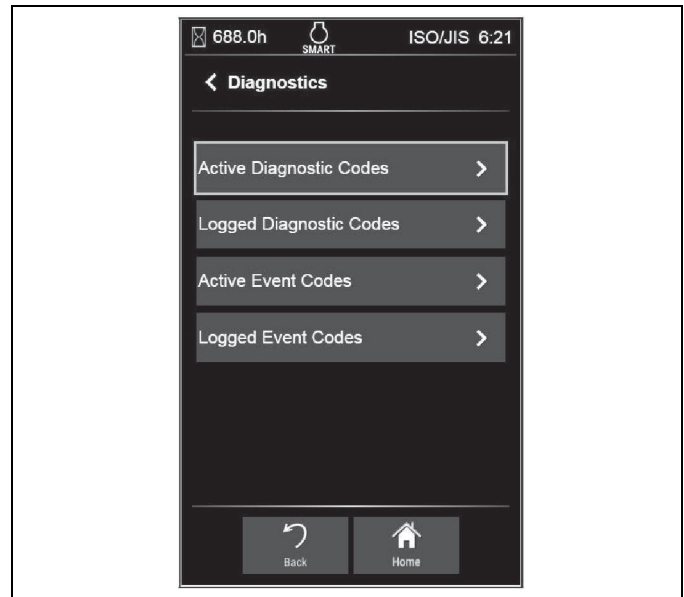 688.0h SMART ISO/JIS 6:21
Diagnostics
Active Diagnostic Codes
Logged Diagnostic Codes
Active Event Codes
Logged Event Codes
Back Home